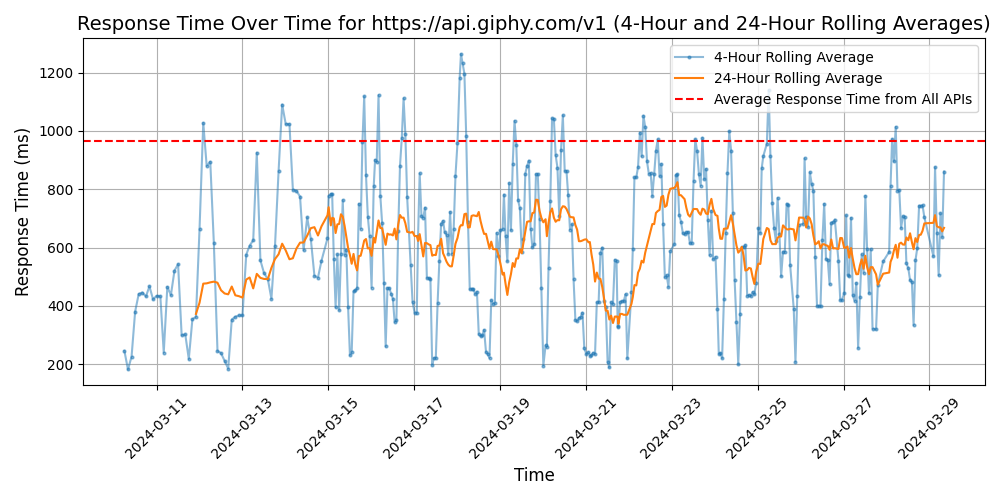 Response Time Over Time for https://api.giphy.com/v1 (4-Hour and 24-Hour Rolling Averages)
4-Hour Rolling Average
24-Hour Rolling Average
Average Response Time from All APIs
Response Time (ms)
1200
1000
800
600
400
200
2024-03-11
2024-03-13
2024-03-15
2024-03-17
2024-03-19
2024-03-21
2024-03-23
2024-03-25
2024-03-27
2024-03-29
Time